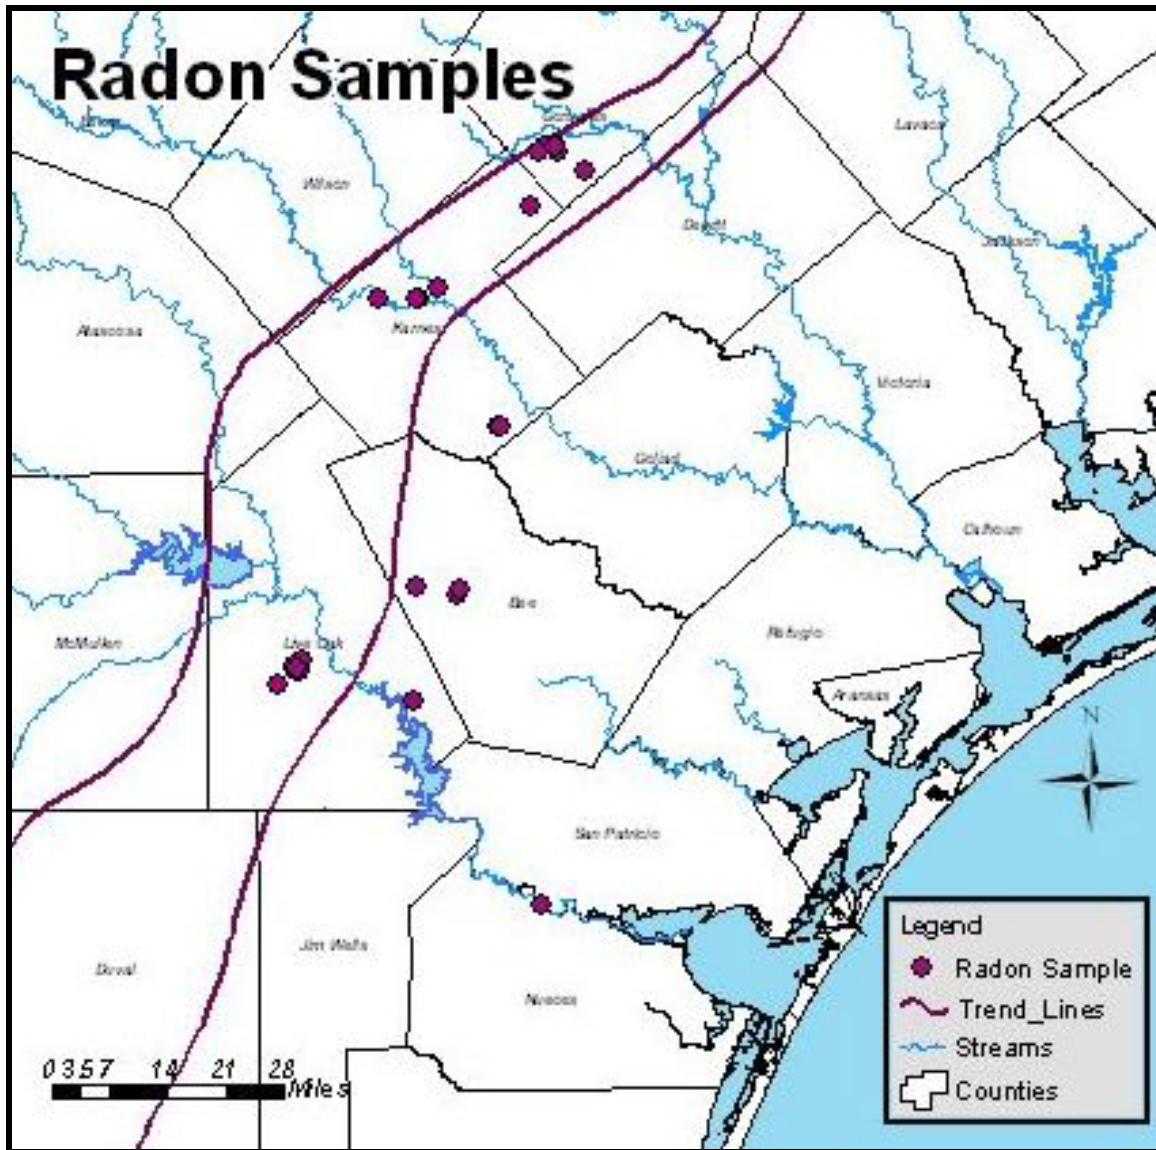 Radon Samples
Lavaca
Wilson
Dewitt
Jackson
Atascosa
Karnes
Victoria
Goliad
Calhoun
Bee
McMullen
Live Oak
Refugio
Aransas
N
San Patricio
Jim Wells
Duval
Nueces
0 3.5 7 14 21 28
Miles
Legend
Radon Sample
Trend_Lines
Streams
Counties